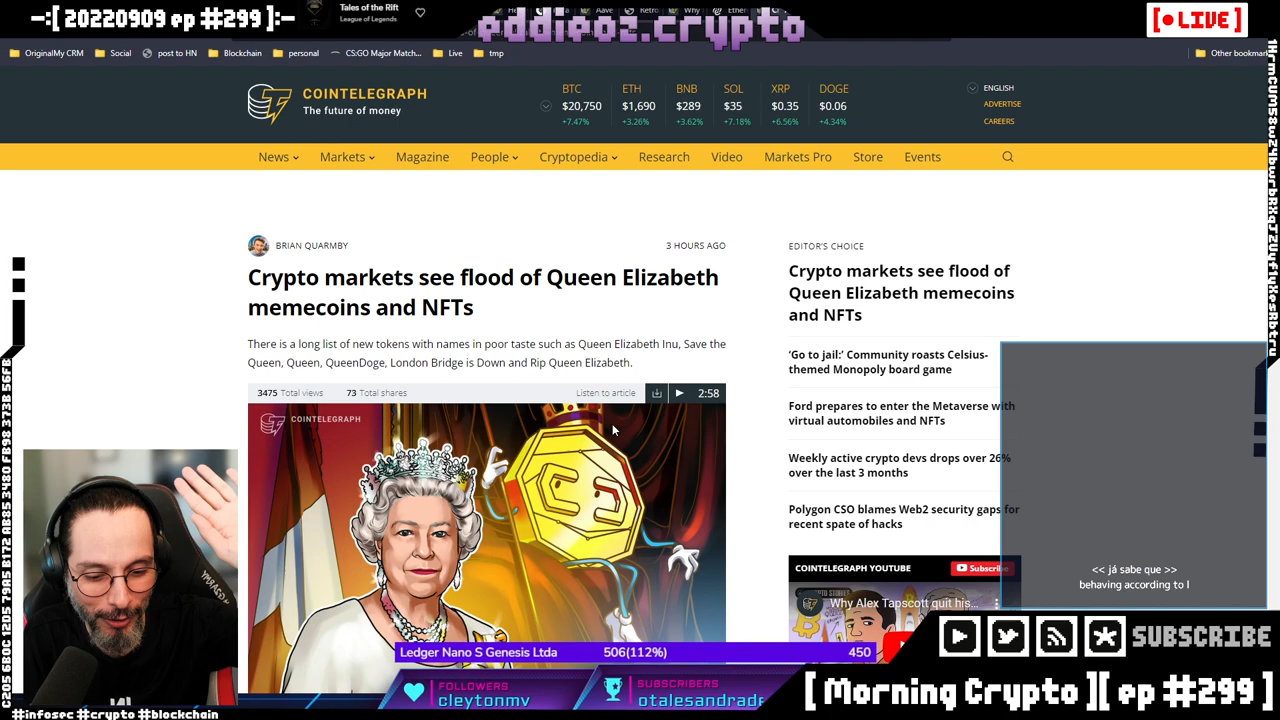 -:[ 20220909 ep #299 ]:-
Tales of the Rift
League of Legends
eddieoz.crypto
[●LIVE]
OriginalMy CRM
Social
post to HN
Blockchain
personal
CS:GO Major Match...
Live
tmp
Other bookmar
COINTELEGRAPH
The future of money
BTC ETH BNB SOL XRP DOGE
$20,750 $1,690 $289 $35 $0.35 $0.06
+7.47% +3.26% +3.62% +7.18% +6.56% +4.34%
ENGLISH
ADVERTISE
CAREERS
News Markets Magazine People Cryptopedia Research Video Markets Pro Store Events
BRIAN QUARMBY
3 HOURS AGO
Crypto markets see flood of Queen Elizabeth
memecoins and NFTs
There is a long list of new tokens with names in poor taste such as Queen Elizabeth Inu, Save the
Queen, Queen, QueenDoge, London Bridge is Down and Rip Queen Elizabeth.
3475 Total views 73 Total shares
Listen to article 2:58
COINTELEGRAPH
EDITOR'S CHOICE
Crypto markets see flood of
Queen Elizabeth memecoins
and NFTs
‘Go to jail:’ Community roasts Celsius-
themed Monopoly board game
Ford prepares to enter the Metaverse with
virtual automobiles and NFTs
Weekly active crypto devs drops over 26%
over the last 3 months
Polygon CSO blames Web2 security gaps for
recent spate of hacks
COINTELEGRAPH YOUTUBE
Subscribe
Why Alex Tapscott quit his...
<< já sabe que >>
behaving according to I
Ledger Nano S Genesis Ltda 506(112%) 450
FOLLOWERS
cleytonmv
SUBSCRIBERS
otalesandrade
SUBSCRIBE
[ Morning Crypto ][ ep #299 ]
#infosec #crypto #blockchain